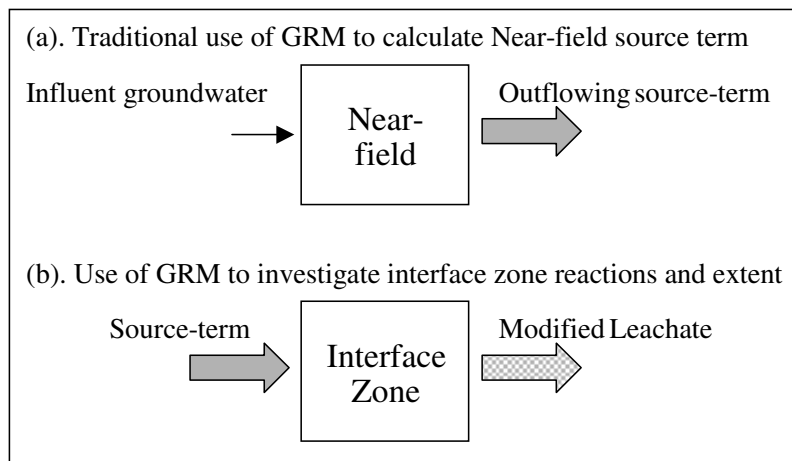 (a). Traditional use of GRM to calculate Near-field source term
Influent groundwater
Near-
field
Outflowing source-term
(b). Use of GRM to investigate interface zone reactions and extent
Source-term
Interface
Zone
Modified Leachate